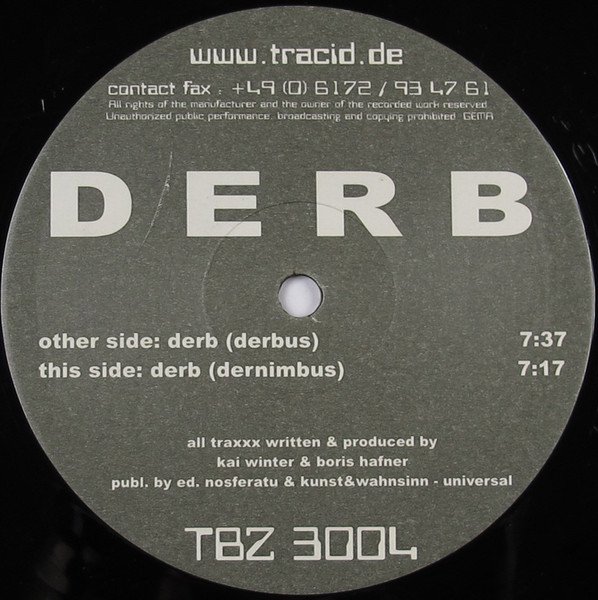 www.tracid.de
contact fax : +49 (0) 6172 / 93 47 61
All rights of the manufacturer and the owner of the recorded work reserved
Unauthorized public performance broadcasting and copying prohibited GEMA
DERB
other side: derb (derbus) 7:37
this side: derb (dernimbus) 7:17
all traxxx written & produced by
kai winter & boris hafner
publ. by ed. nosferatu & kunst&wahnsinn - universal
TBZ 3004